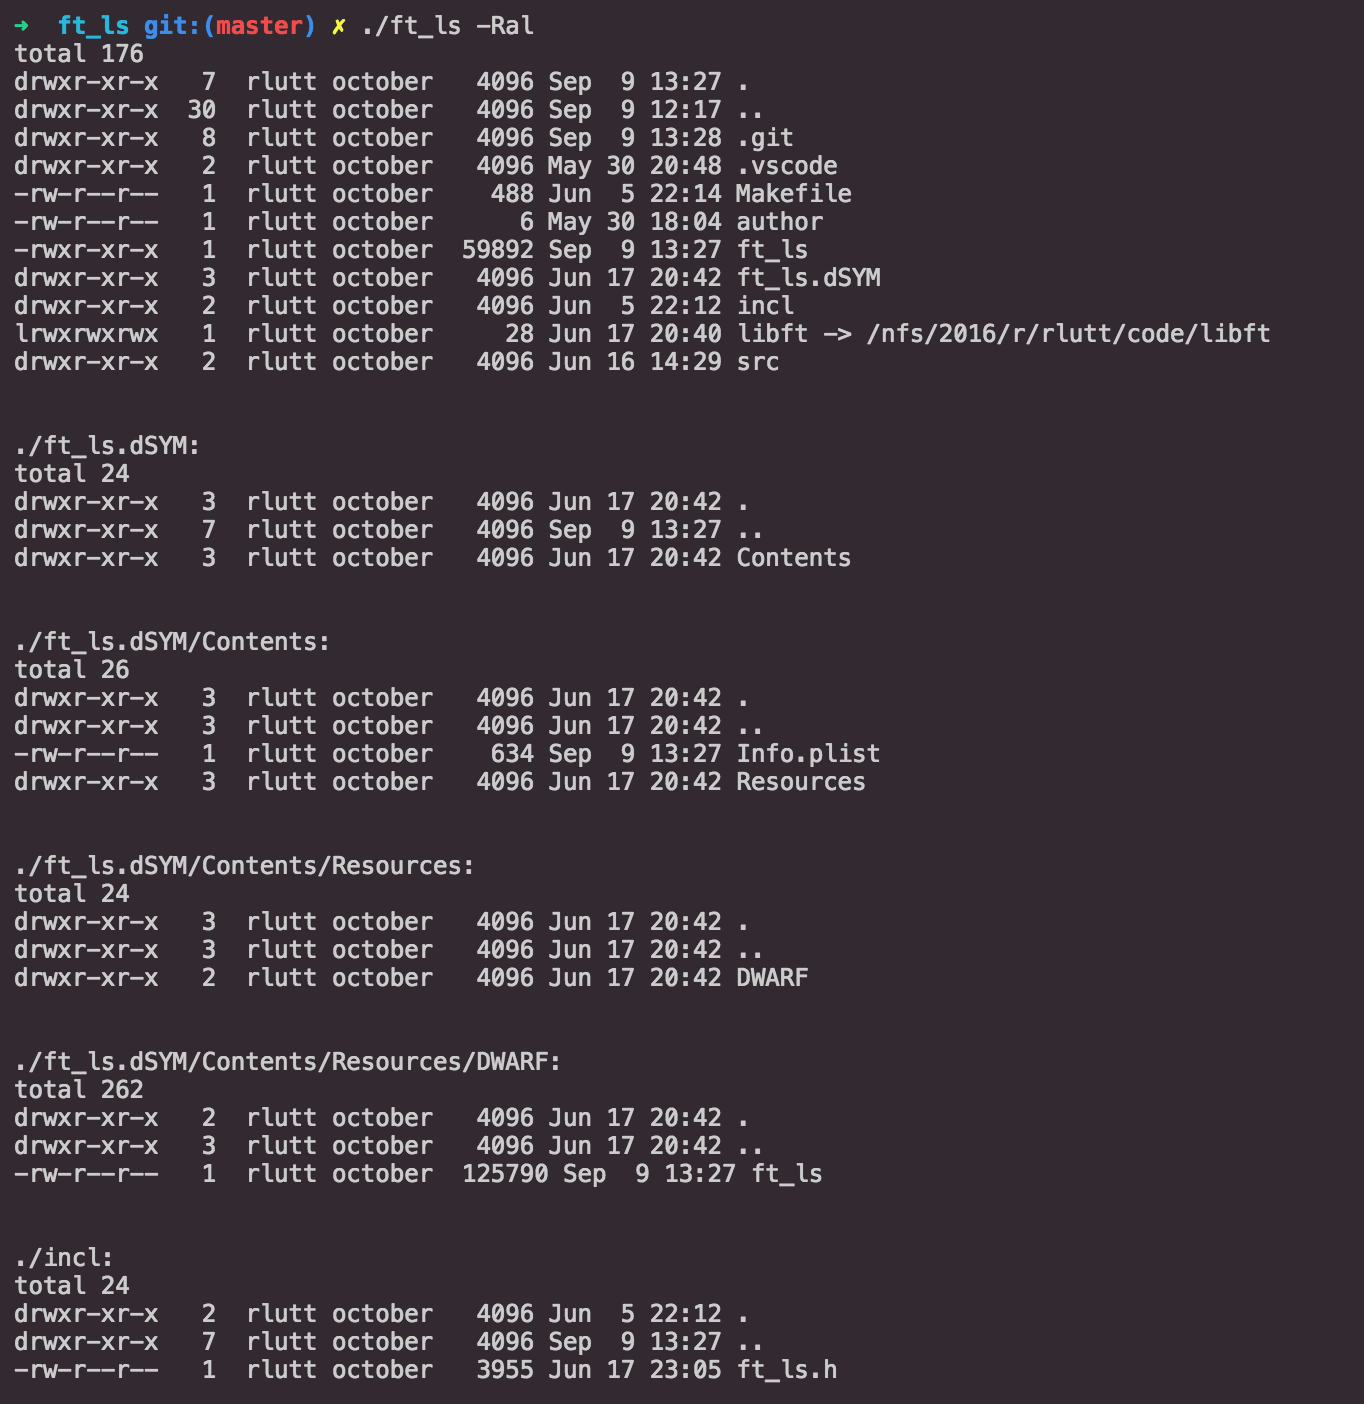 ➜  ft_ls git:(master) ✗ ./ft_ls -Ral
total 176
drwxr-xr-x   7  rlutt october   4096 Sep  9 13:27 .
drwxr-xr-x  30  rlutt october   4096 Sep  9 12:17 ..
drwxr-xr-x   8  rlutt october   4096 Sep  9 13:28 .git
drwxr-xr-x   2  rlutt october   4096 May 30 20:48 .vscode
-rw-r--r--   1  rlutt october    488 Jun  5 22:14 Makefile
-rw-r--r--   1  rlutt october      6 May 30 18:04 author
-rwxr-xr-x   1  rlutt october  59892 Sep  9 13:27 ft_ls
drwxr-xr-x   3  rlutt october   4096 Jun 17 20:42 ft_ls.dSYM
drwxr-xr-x   2  rlutt october   4096 Jun  5 22:12 incl
lrwxrwxrwx   1  rlutt october     28 Jun 17 20:40 libft -> /nfs/2016/r/rlutt/code/libft
drwxr-xr-x   2  rlutt october   4096 Jun 16 14:29 src
./ft_ls.dSYM:
total 24
drwxr-xr-x   3  rlutt october   4096 Jun 17 20:42 .
drwxr-xr-x   7  rlutt october   4096 Sep  9 13:27 ..
drwxr-xr-x   3  rlutt october   4096 Jun 17 20:42 Contents
./ft_ls.dSYM/Contents:
total 26
drwxr-xr-x   3  rlutt october   4096 Jun 17 20:42 .
drwxr-xr-x   3  rlutt october   4096 Jun 17 20:42 ..
-rw-r--r--   1  rlutt october    634 Sep  9 13:27 Info.plist
drwxr-xr-x   3  rlutt october   4096 Jun 17 20:42 Resources
./ft_ls.dSYM/Contents/Resources:
total 24
drwxr-xr-x   3  rlutt october   4096 Jun 17 20:42 .
drwxr-xr-x   3  rlutt october   4096 Jun 17 20:42 ..
drwxr-xr-x   2  rlutt october   4096 Jun 17 20:42 DWARF
./ft_ls.dSYM/Contents/Resources/DWARF:
total 262
drwxr-xr-x   2  rlutt october   4096 Jun 17 20:42 .
drwxr-xr-x   3  rlutt october   4096 Jun 17 20:42 ..
-rw-r--r--   1  rlutt october  125790 Sep  9 13:27 ft_ls
./incl:
total 24
drwxr-xr-x   2  rlutt october   4096 Jun  5 22:12 .
drwxr-xr-x   7  rlutt october   4096 Sep  9 13:27 ..
-rw-r--r--   1  rlutt october   3955 Jun 17 23:05 ft_ls.h